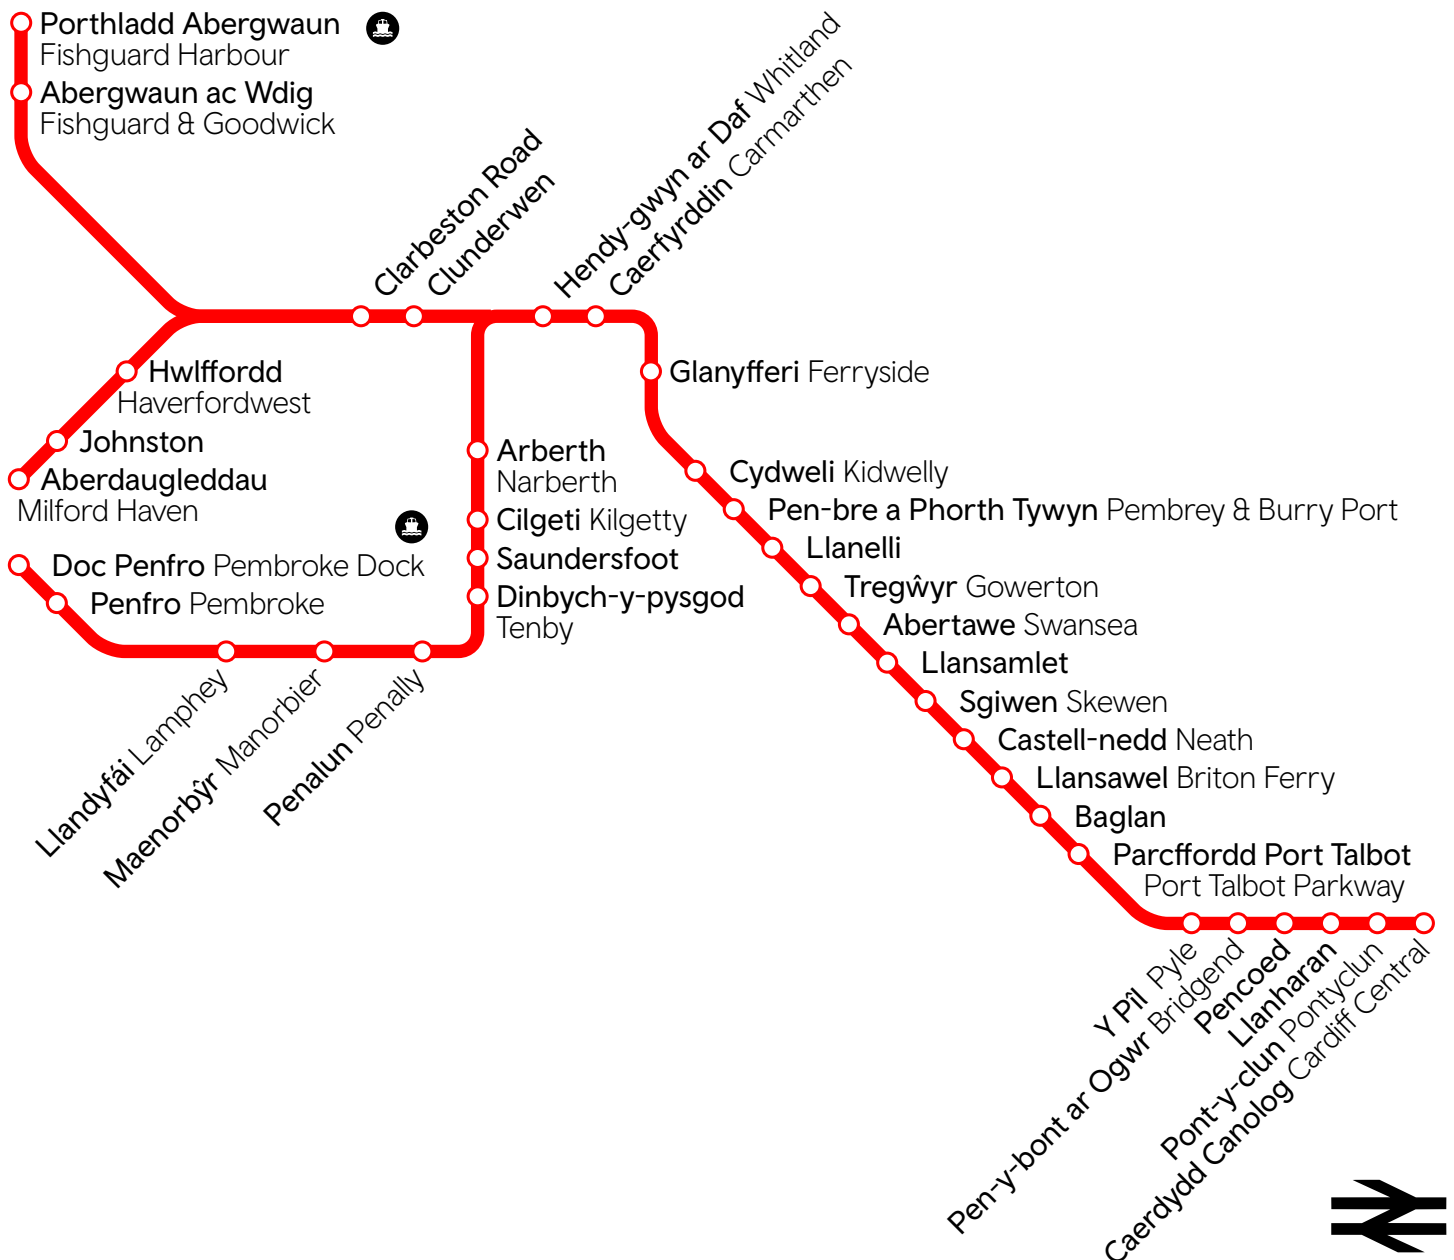 Porthladd Abergwaun
Fishguard Harbour
Abergwaun ac Wdig
Fishguard & Goodwick
Clarbeston Road
Clunderwen
Hendy-gwyn ar Daf Whitland
Caerfyrddin Carmarthen
Hwlffordd
Haverfordwest
Johnston
Aberdaugleddau
Milford Haven
Doc Penfro Pembroke Dock
Penfro Pembroke
Llandyfái Lamphey
Maenorbŷr Manorbier
Penalun Penally
Arberth
Narberth
Cilgeti Kilgetty
Saundersfoot
Dinbych-y-pysgod
Tenby
Glanyfferi Ferryside
Cydweli Kidwelly
Pen-bre a Phorth Tywyn Pembrey & Burry Port
Llanelli
Tregŵyr Gowerton
Abertawe Swansea
Llansamlet
Sgiwen Skewen
Castell-nedd Neath
Llansawel Briton Ferry
Baglan
Parcffordd Port Talbot
Port Talbot Parkway
Y Pîl Pyle
Pen-y-bont ar Ogwr Bridgend
Pencoed
Llanharan
Pont-y-clun Pontyclun
Caerdydd Canolog Cardiff Central